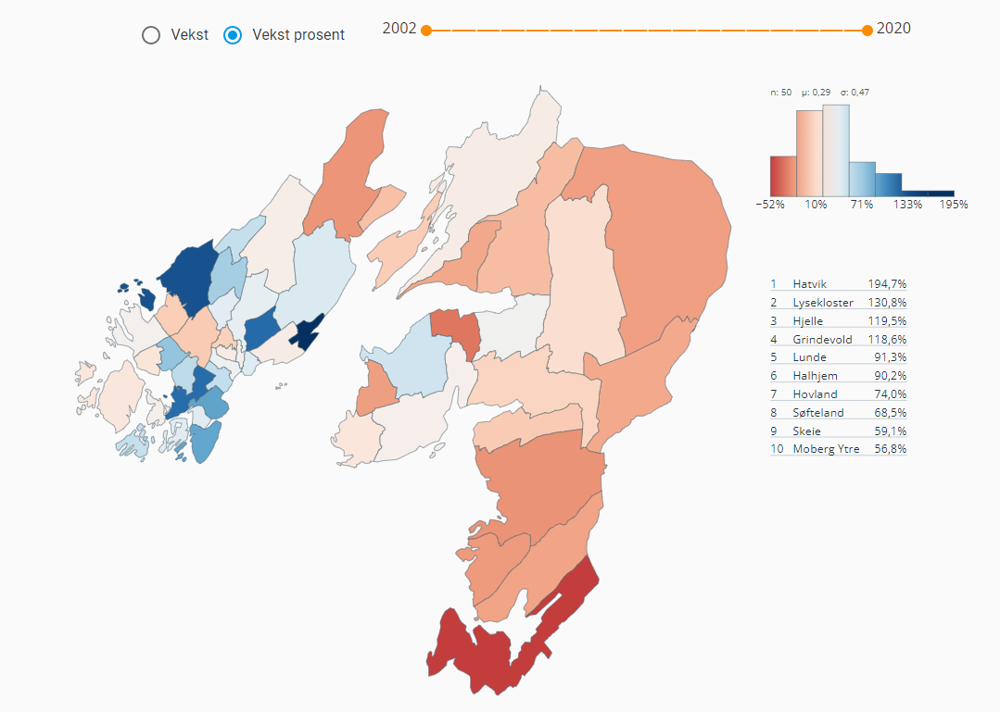 Vekst Vekst prosent 2002 2020
n: 50 μ: 0,29 σ: 0,47
−52% 10% 71% 133% 195%
1 Hatvik 194,7%
2 Lysekloster 130,8%
3 Hjelle 119,5%
4 Grindevold 118,6%
5 Lunde 91,3%
6 Halhjem 90,2%
7 Hovland 74,0%
8 Søfteland 68,5%
9 Skeie 59,1%
10 Moberg Ytre 56,8%